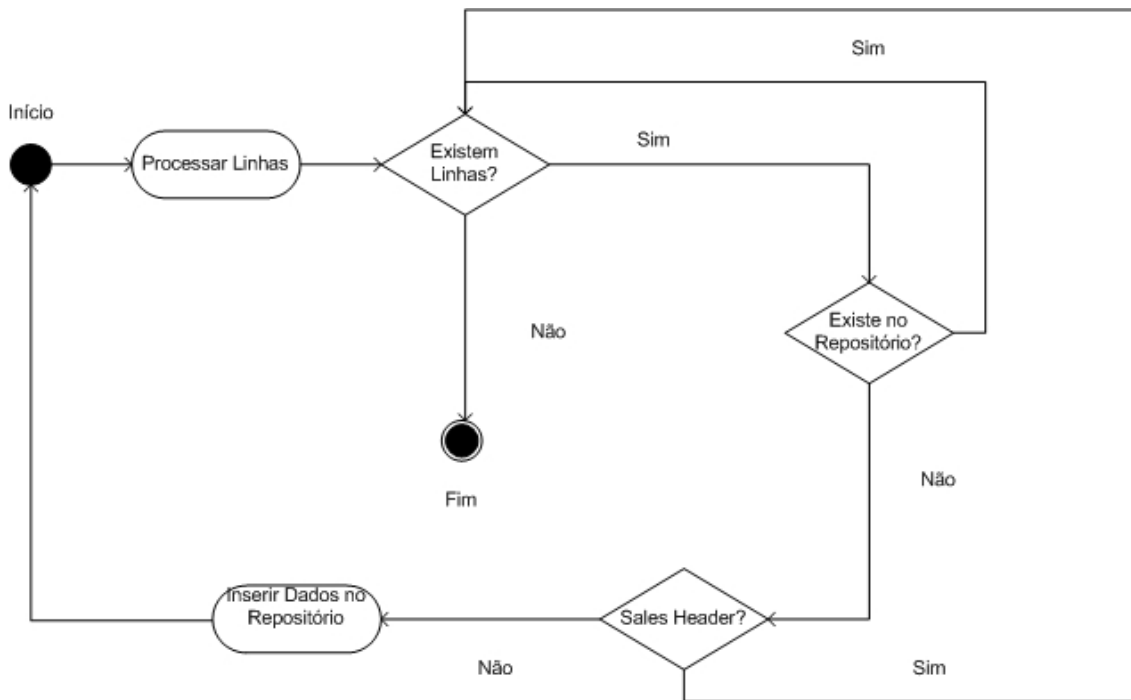 Sim
Início
Processar Linhas
Existem
Linhas?
Sim
Existe no
Repositório?
Não
Não
Fim
Inserir Dados no
Repositório
Sales Header?
Não
Sim